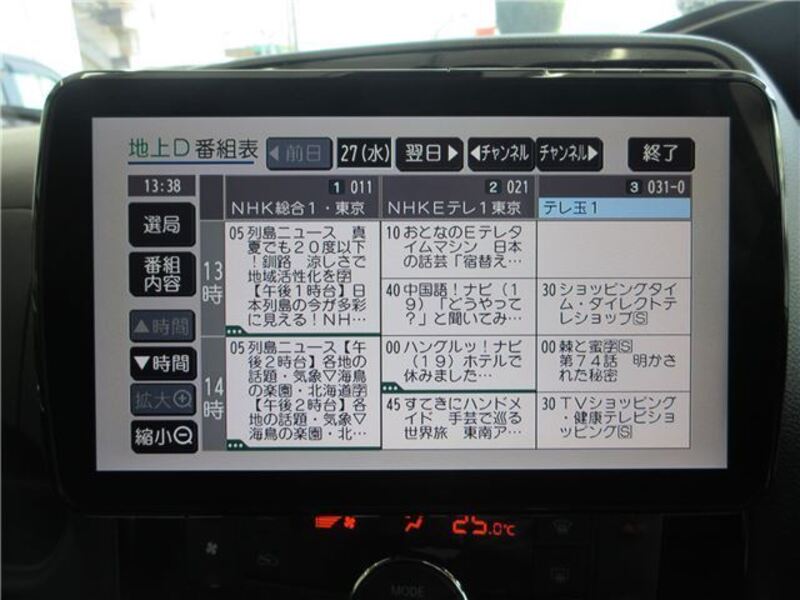 地上D 番組表
◀前日
27(水)
翌日▶
◀チャンネル
チャンネル▶
終了
13:38
1 011
2 021
3 031-0
NHK総合1・東京
NHKEテレ1東京
テレ玉1
選局
番組
内容
▲時間
▼時間
拡大⊕
縮小
13
時
05 列島ニュース 真
夏でも20度以下
!釧路 涼しさで
地域活性化を字
【午後1時台】日
本列島の今が多彩
に見える!NH…
10 おとなのEテレタ
イムマシン 日本
の話芸「宿替え…
40 中国語!ナビ(1
9)「どうやって
?」と聞いてみ…
30 ショッピングタイ
ム・ダイレクトテ
レショップ🅂
14
時
05 列島ニュース【午
後2時台】各地の
話題・気象▽海鳥
の楽園・北海道字
【午後2時台】各
地の話題・気象▽
海鳥の楽園・北…
00 ハングルッ!ナビ
(19)ホテルで
休みました…
45 すてきにハンドメ
イド 手芸で巡る
世界旅 東南ア…
00 棘と蜜字🅂
第74話 明かさ
れた秘密
30 TVショッピング
・健康テレビショ
ッピング🅂
25.0℃
MODE